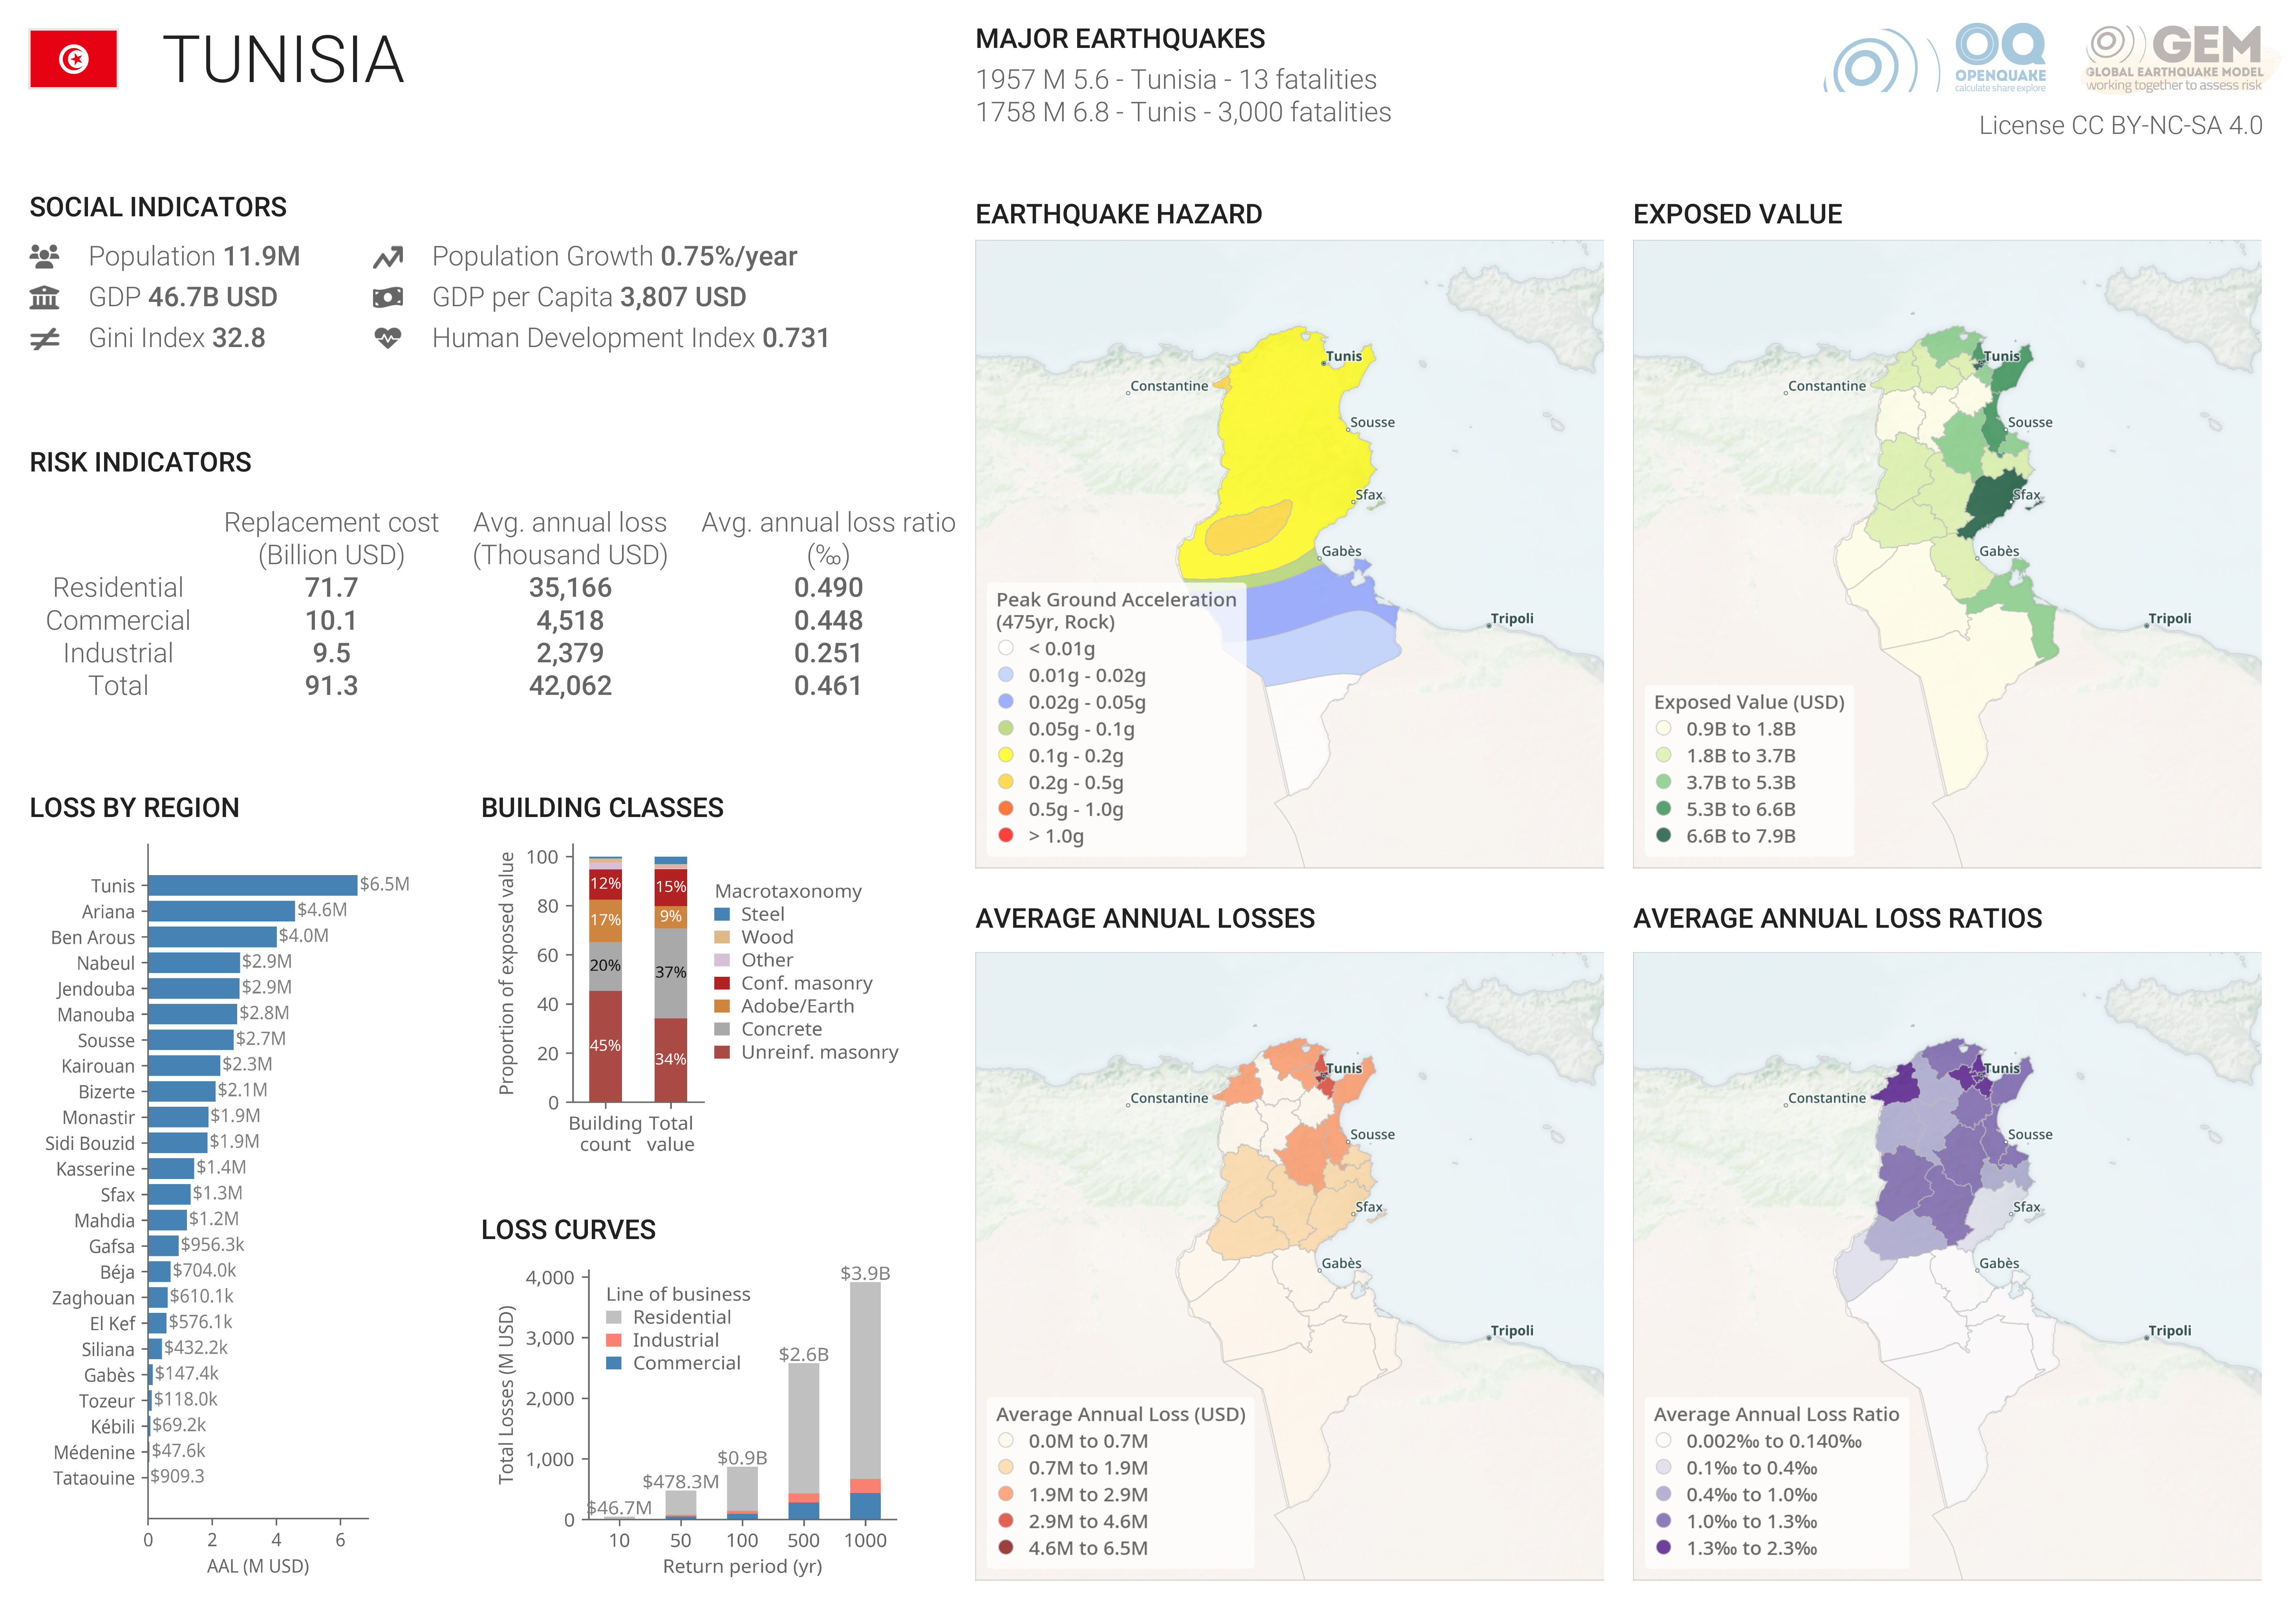 TUNISIA
MAJOR EARTHQUAKES
1957 M 5.6 - Tunisia - 13 fatalities
1758 M 6.8 - Tunis - 3,000 fatalities
OQ
OPENQUAKE
calculate share explore
GEM
GLOBAL EARTHQUAKE MODEL
working together to assess risk
License CC BY-NC-SA 4.0
SOCIAL INDICATORS
Population 11.9M
Population Growth 0.75%/year
GDP 46.7B USD
GDP per Capita 3,807 USD
Gini Index 32.8
Human Development Index 0.731
RISK INDICATORS
Replacement cost Avg. annual loss Avg. annual loss ratio
(Billion USD) (Thousand USD) (‰)
Residential 71.7 35,166 0.490
Commercial 10.1 4,518 0.448
Industrial 9.5 2,379 0.251
Total 91.3 42,062 0.461
LOSS BY REGION
Tunis $6.5M
Ariana $4.6M
Ben Arous $4.0M
Nabeul $2.9M
Jendouba $2.9M
Manouba $2.8M
Sousse $2.7M
Kairouan $2.3M
Bizerte $2.1M
Monastir $1.9M
Sidi Bouzid $1.9M
Kasserine $1.4M
Sfax $1.3M
Mahdia $1.2M
Gafsa $956.3k
Béja $704.0k
Zaghouan $610.1k
El Kef $576.1k
Siliana $432.2k
Gabès $147.4k
Tozeur $118.0k
Kébili $69.2k
Médenine $47.6k
Tataouine $909.3
0 2 4 6
AAL (M USD)
BUILDING CLASSES
Proportion of exposed value
100
80
60
40
20
0
12%
17%
20%
45%
15%
9%
37%
34%
Building count
Total value
Macrotaxonomy
Steel
Wood
Other
Conf. masonry
Adobe/Earth
Concrete
Unreinf. masonry
LOSS CURVES
Total Losses (M USD)
4,000
3,000
2,000
1,000
0
Line of business
Residential
Industrial
Commercial
$46.7M
$478.3M
$0.9B
$2.6B
$3.9B
10 50 100 500 1000
Return period (yr)
EARTHQUAKE HAZARD
Tunis
Constantine
Sousse
Sfax
Gabès
Tripoli
Peak Ground Acceleration
(475yr, Rock)
< 0.01g
0.01g - 0.02g
0.02g - 0.05g
0.05g - 0.1g
0.1g - 0.2g
0.2g - 0.5g
0.5g - 1.0g
> 1.0g
EXPOSED VALUE
Tunis
Constantine
Sousse
Sfax
Gabès
Tripoli
Exposed Value (USD)
0.9B to 1.8B
1.8B to 3.7B
3.7B to 5.3B
5.3B to 6.6B
6.6B to 7.9B
AVERAGE ANNUAL LOSSES
Tunis
Constantine
Sousse
Sfax
Gabès
Tripoli
Average Annual Loss (USD)
0.0M to 0.7M
0.7M to 1.9M
1.9M to 2.9M
2.9M to 4.6M
4.6M to 6.5M
AVERAGE ANNUAL LOSS RATIOS
Tunis
Constantine
Sousse
Sfax
Gabès
Tripoli
Average Annual Loss Ratio
0.002‰ to 0.140‰
0.1‰ to 0.4‰
0.4‰ to 1.0‰
1.0‰ to 1.3‰
1.3‰ to 2.3‰